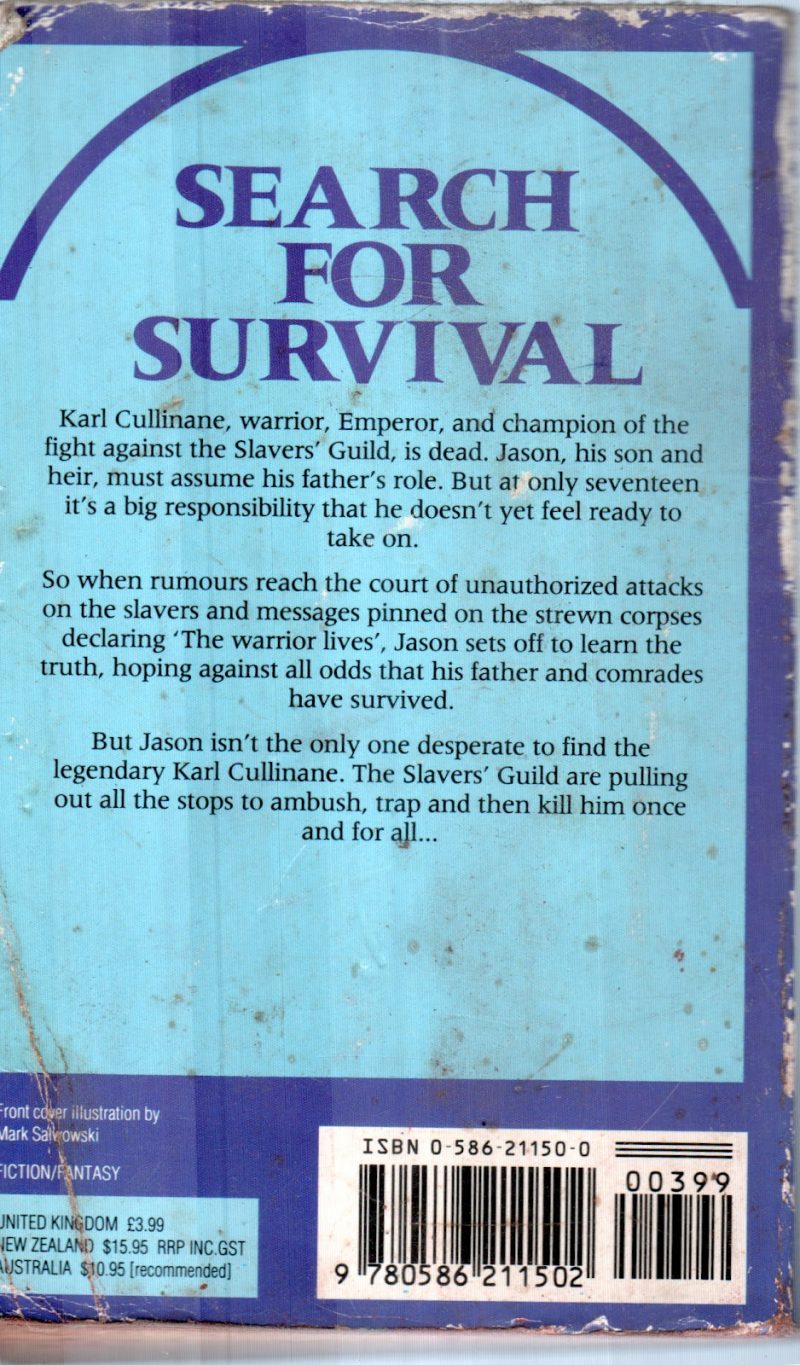 SEARCH
FOR
SURVIVAL
Karl Cullinane, warrior, Emperor, and champion of the
fight against the Slavers' Guild, is dead. Jason, his son and
heir, must assume his father's role. But at only seventeen
it's a big responsibility that he doesn't yet feel ready to
take on.
So when rumours reach the court of unauthorized attacks
on the slavers and messages pinned on the strewn corpses
declaring 'The warrior lives', Jason sets off to learn the
truth, hoping against all odds that his father and comrades
have survived.
But Jason isn't the only one desperate to find the
legendary Karl Cullinane. The Slavers' Guild are pulling
out all the stops to ambush, trap and then kill him once
and for all...
Front cover illustration by
Mark Salwowski
FICTION/FANTASY
UNITED KINGDOM £3.99
NEW ZEALAND $15.95 RRP INC.GST
AUSTRALIA $10.95 [recommended]
ISBN 0-586-21150-0
00399
9 780586 211502